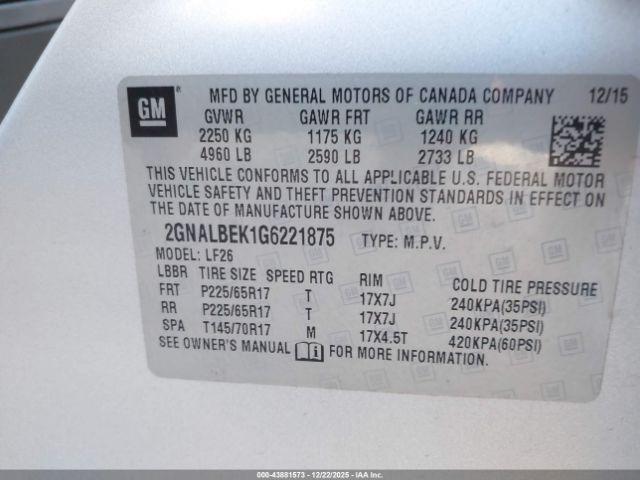 GM ®
MFD BY GENERAL MOTORS OF CANADA COMPANY 12/15
GVWR GAWR FRT GAWR RR
2250 KG 1175 KG 1240 KG
4960 LB 2590 LB 2733 LB
THIS VEHICLE CONFORMS TO ALL APPLICABLE U.S. FEDERAL MOTOR
VEHICLE SAFETY AND THEFT PREVENTION STANDARDS IN EFFECT ON
THE DATE OF MANUFACTURE SHOWN ABOVE.
2GNALBEK1G6221875 TYPE: M.P.V.
MODEL: LF26
LBBR TIRE SIZE SPEED RTG RIM COLD TIRE PRESSURE
FRT P225/65R17 T 17X7J 240KPA(35PSI)
RR P225/65R17 T 17X7J 240KPA(35PSI)
SPA T145/70R17 M 17X4.5T 420KPA(60PSI)
SEE OWNER'S MANUAL FOR MORE INFORMATION.
000-43881573 - 12/22/2025 - IAAI.COM